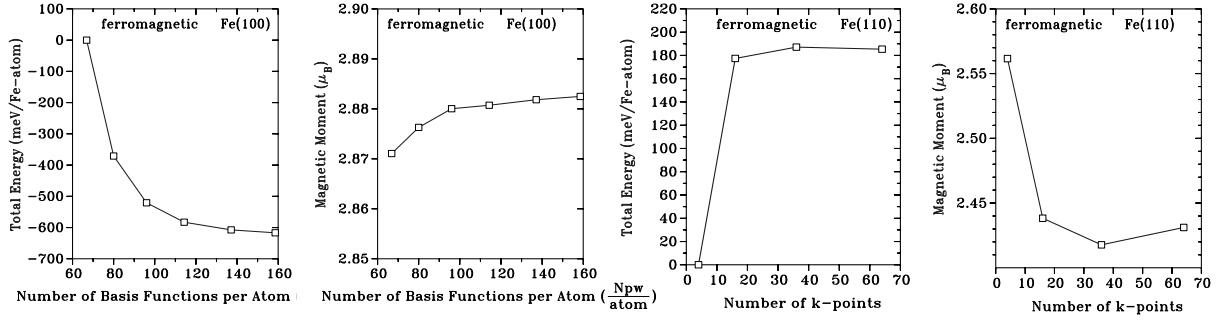 ferromagnetic Fe(100)
Total Energy (meV/Fe-atom)
100
0
-100
-200
-300
-400
-500
-600
-700
60 80 100 120 140 160
Number of Basis Functions per Atom
ferromagnetic Fe(100)
Magnetic Moment (μB)
2.90
2.89
2.88
2.87
2.86
2.85
60 80 100 120 140 160
Number of Basis Functions per Atom (Npw/atom)
ferromagnetic Fe(110)
Total Energy (meV/Fe-atom)
220
200
180
160
140
120
100
80
60
40
20
0
0 10 20 30 40 50 60 70
Number of k-points
ferromagnetic Fe(110)
Magnetic Moment (μB)
2.60
2.55
2.50
2.45
0 10 20 30 40 50 60 70
Number of k-points